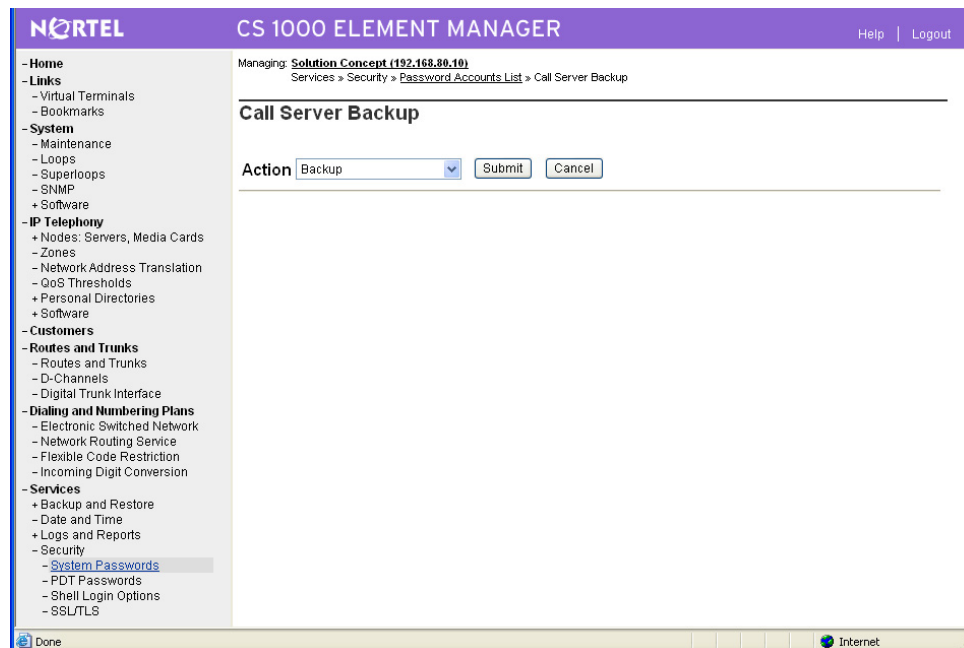 NORTEL
CS 1000 ELEMENT MANAGER
Help | Logout
- Home
- Links
- Virtual Terminals
- Bookmarks
- System
- Maintenance
- Loops
- Superloops
- SNMP
+ Software
- IP Telephony
+ Nodes: Servers, Media Cards
- Zones
- Network Address Translation
- QoS Thresholds
+ Personal Directories
+ Software
- Customers
- Routes and Trunks
- Routes and Trunks
- D-Channels
- Digital Trunk Interface
- Dialing and Numbering Plans
- Electronic Switched Network
- Network Routing Service
- Flexible Code Restriction
- Incoming Digit Conversion
- Services
+ Backup and Restore
- Date and Time
+ Logs and Reports
- Security
- System Passwords
- PDT Passwords
- Shell Login Options
- SSL/TLS
Managing: Solution Concept (192.168.80.10)
Services » Security » Password Accounts List » Call Server Backup
Call Server Backup
Action Backup Submit Cancel
Done
Internet